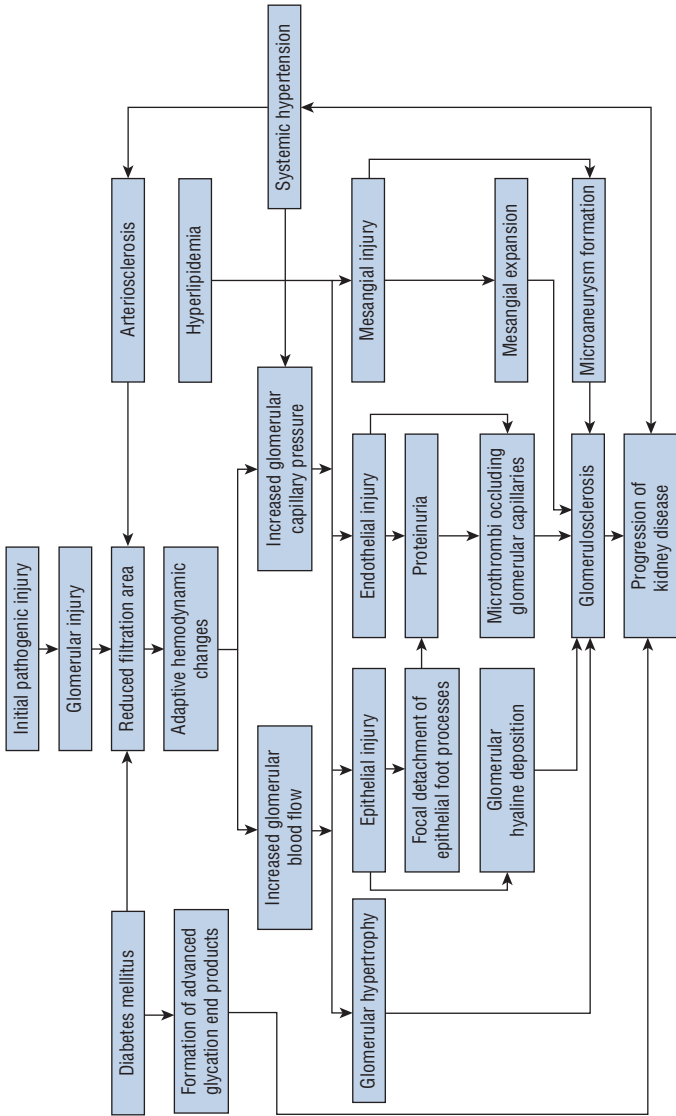 Initial pathogenic injury
Glomerular injury
Diabetes mellitus
Reduced filtration area
Arteriosclerosis
Formation of advanced
glycation end products
Adaptive hemodynamic
changes
Hyperlipidemia
Systemic hypertension
Increased glomerular
blood flow
Increased glomerular
capillary pressure
Glomerular hypertrophy
Epithelial injury
Endothelial injury
Mesangial injury
Focal detachment of
epithelial foot processes
Proteinuria
Glomerular
hyaline deposition
Microthrombi occluding
glomerular capillaries
Mesangial expansion
Glomerulosclerosis
Microaneurysm formation
Progression of
kidney disease